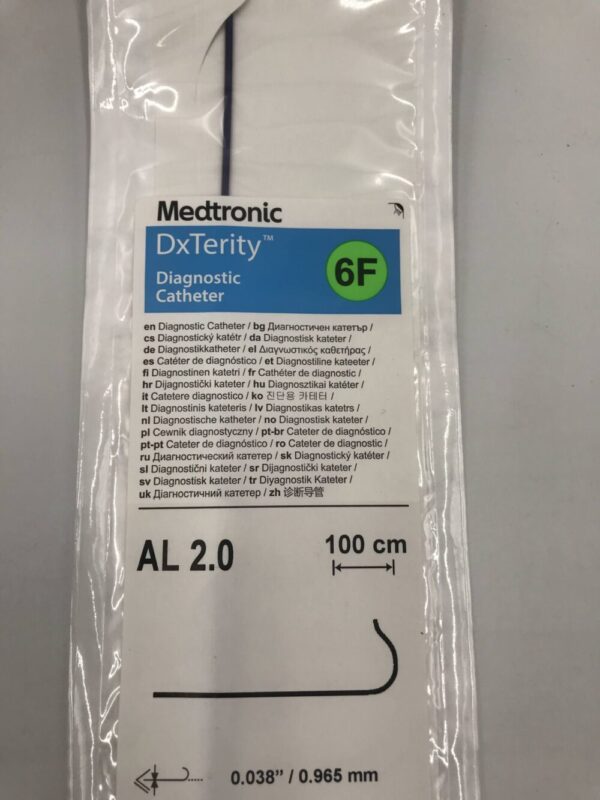 Medtronic
DxTerity™
Diagnostic
Catheter
6F
en Diagnostic Catheter / bg Диагностичен катетър /
cs Diagnostický katétr / da Diagnostisk kateter /
de Diagnostikkatheter / el Διαγνωστικός καθετήρας /
es Catéter de diagnóstico / et Diagnostiline kateeter /
fi Diagnostinen katetri / fr Cathéter de diagnostic /
hr Dijagnostički kateter / hu Diagnosztikai katéter /
it Catetere diagnostico / ko 진단용 카테터 /
lt Diagnostinis kateteris / lv Diagnostikas katetrs /
nl Diagnostische katheter / no Diagnostisk kateter /
pl Cewnik diagnostyczny / pt-br Cateter de diagnóstico /
pt-pt Cateter de diagnóstico / ro Cateter de diagnostic /
ru Диагностический катетер / sk Diagnostický katéter /
sl Diagnostični kateter / sr Dijagnostički kateter /
sv Diagnostisk kateter / tr Diyagnostik Kateter /
uk Діагностичний катетер / zh 诊断导管
AL 2.0
100 cm
0.038” / 0.965 mm